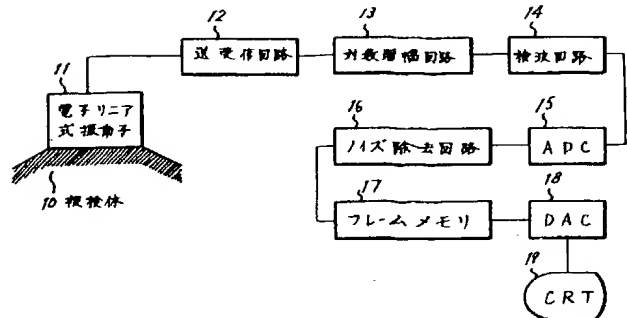 12
送受信回路
13
対数増幅回路
14
検波回路
11
電子リニア
式振動子
10 被検体
16
ノイズ除去回路
15
ADC
17
フレームメモリ
18
DAC
19
CRT